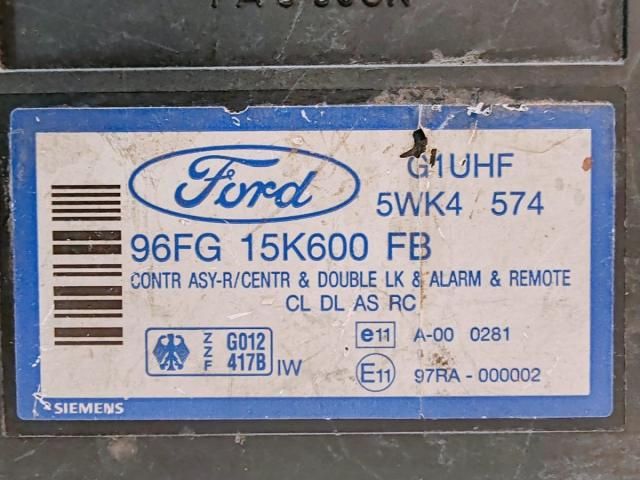 Ford
G1UHF
5WK4 574
96FG 15K600 FB
CONTR ASY-R/CENTR & DOUBLE LK & ALARM & REMOTE
CL DL AS RC
Z Z F G012 417B IW
e11 A-00 0281
E11 97RA-000002
SIEMENS